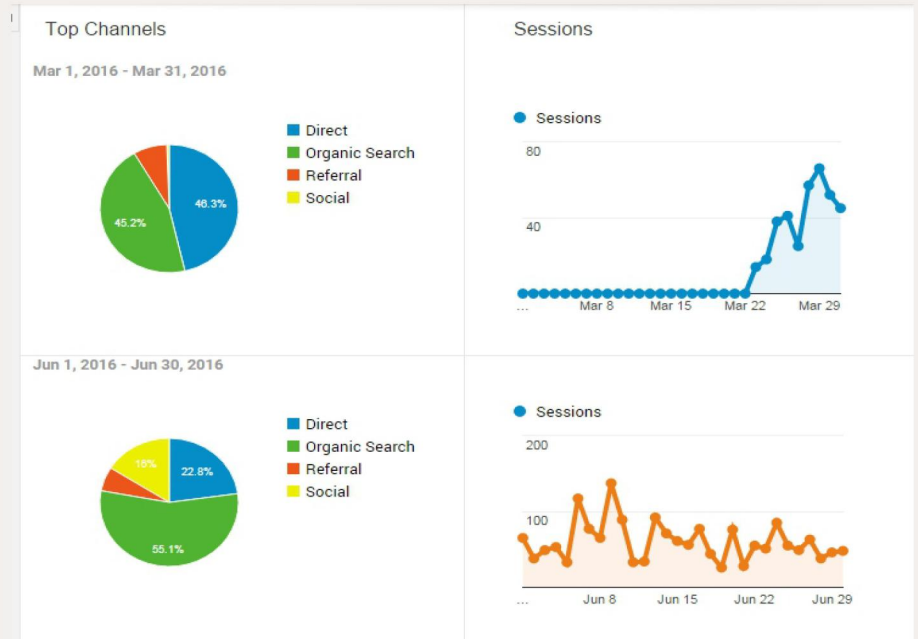 Top Channels
Sessions
Mar 1, 2016 - Mar 31, 2016
Direct
Organic Search
Referral
Social
46.3%
45.2%
Sessions
80
40
...
Mar 8
Mar 15
Mar 22
Mar 29
Jun 1, 2016 - Jun 30, 2016
Direct
Organic Search
Referral
Social
16%
22.8%
55.1%
Sessions
200
100
...
Jun 8
Jun 15
Jun 22
Jun 29